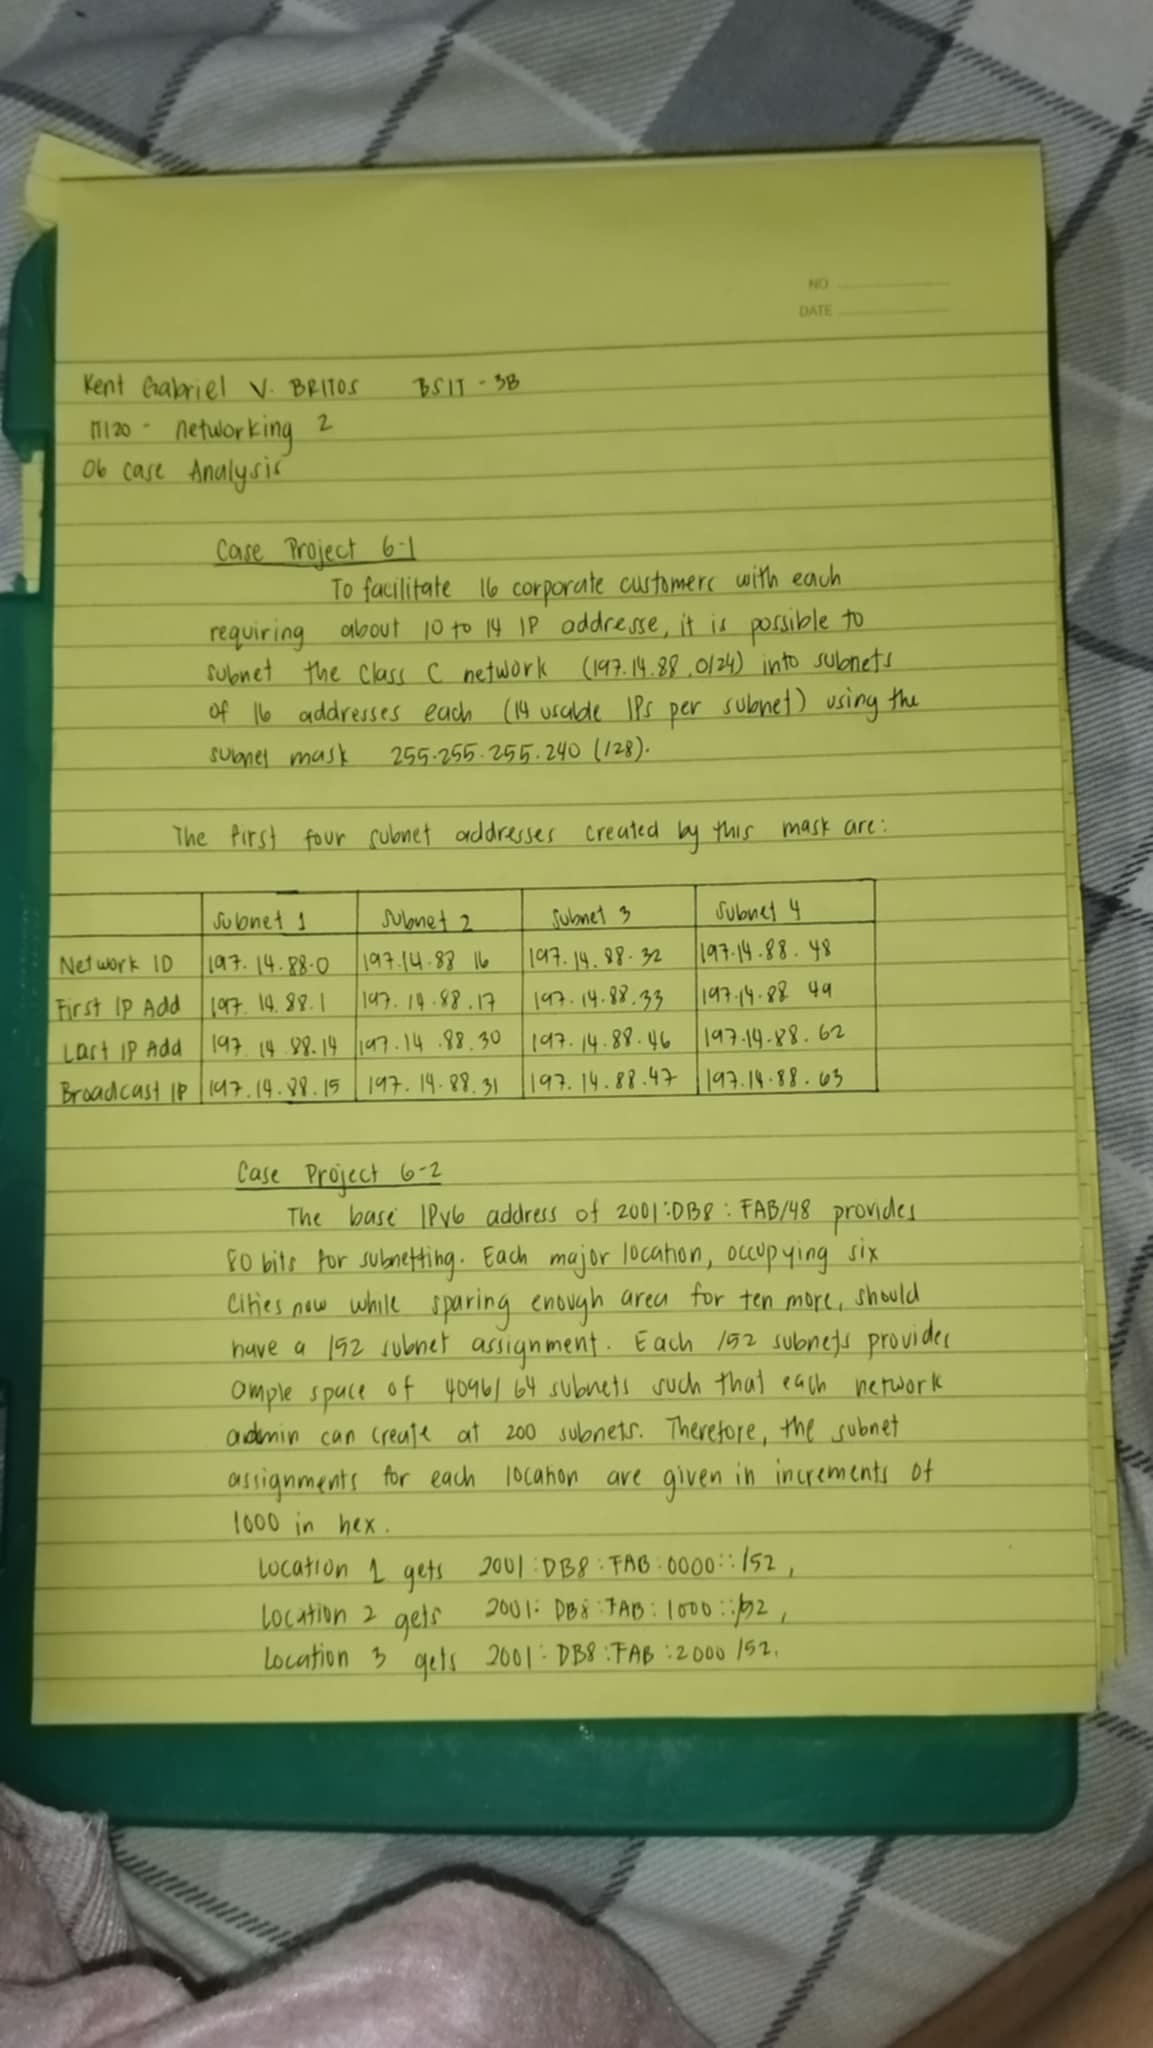 NO
DATE
Kent Gabriel V. BRITOS BSIT - 3B
IT120 - networking 2
06 case Analysis
Case Project 6-1
To facilitate 16 corporate customers with each
requiring about 10 to 14 IP addresse, it is possible to
subnet the Class C network (197.14.88.0/24) into subnets
of 16 addresses each (14 usable IPs per subnet) using the
subnet mask 255.255.255.240 (/28).
The first four subnet addresses created by this mask are:
Subnet 1 Subnet 2 Subnet 3 Subnet 4
Network ID 197.14.88.0 197.14.88 16 197.14.88.32 197.14.88.48
First IP Add 197.14.88.1 197.14.88.17 197.14.88.33 197.14.88 49
Last IP Add 197 14 .88.14 197.14.88.30 197.14.88.46 197.14.88.62
Broadcast IP 197.14.88.15 197.14.88.31 197.14.88.47 197.14.88.63
Case Project 6-2
The base IPv6 address of 2001:DB8:FAB/48 provides
80 bits for subnetting. Each major location, occupying six
Cities now while sparing enough area for ten more, should
have a /52 subnet assignment. Each /52 subnets provides
ample space of 4096/64 subnets such that each network
admin can create at 200 subnets. Therefore, the subnet
assignments for each location are given in increments of
1000 in hex.
Location 1 gets 2001:DB8:FAB:0000::/52,
Location 2 gets 2001:DB8:FAB:1000::/52,
Location 3 gets 2001:DB8:FAB:2000 /52.